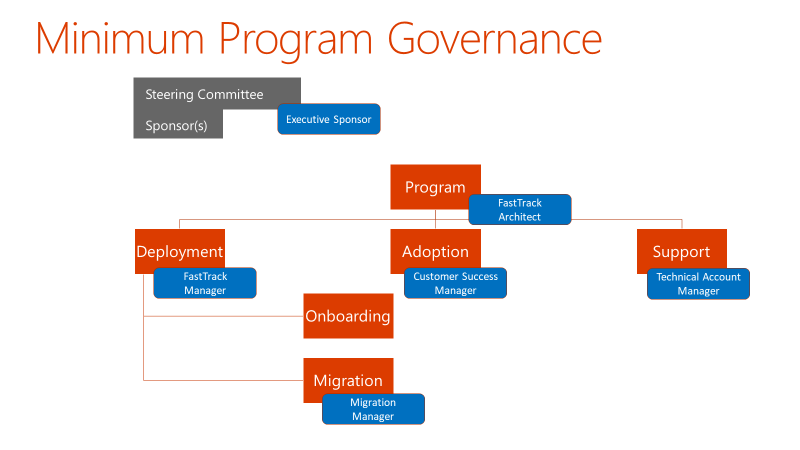 Minimum Program Governance
Steering Committee
Executive Sponsor
Sponsor(s)
Program
FastTrack
Architect
Deployment
Adoption
Support
FastTrack
Manager
Customer Success
Manager
Technical Account
Manager
Onboarding
Migration
Migration
Manager